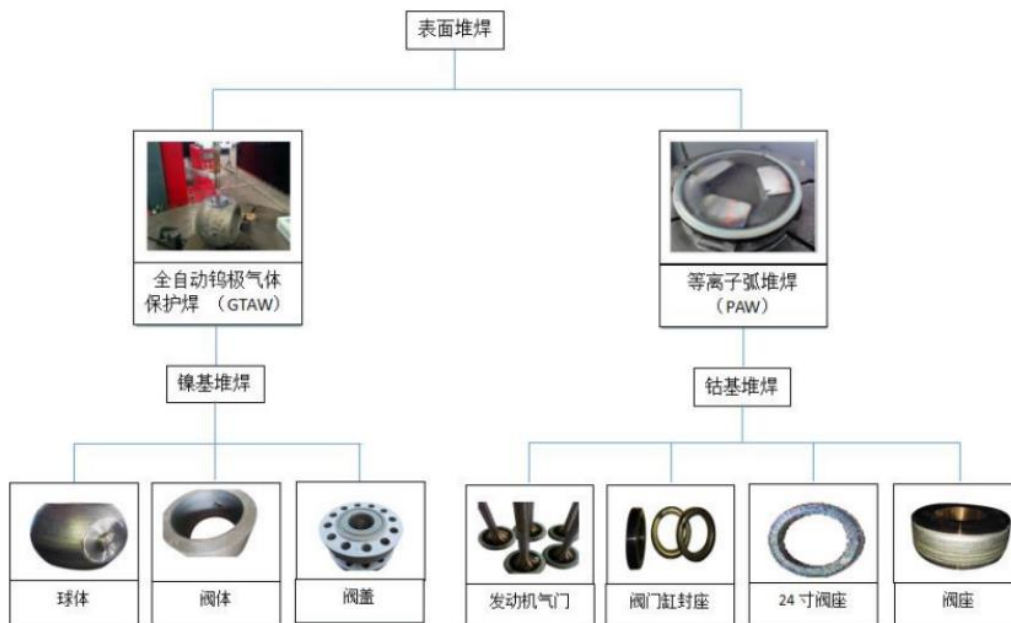 表面堆焊
全自动钨极气体
保护焊 （GTAW）
等离子弧堆焊
（PAW）
镍基堆焊
钴基堆焊
球体
阀体
阀盖
发动机气门
阀门缸封座
24寸阀座
阀座